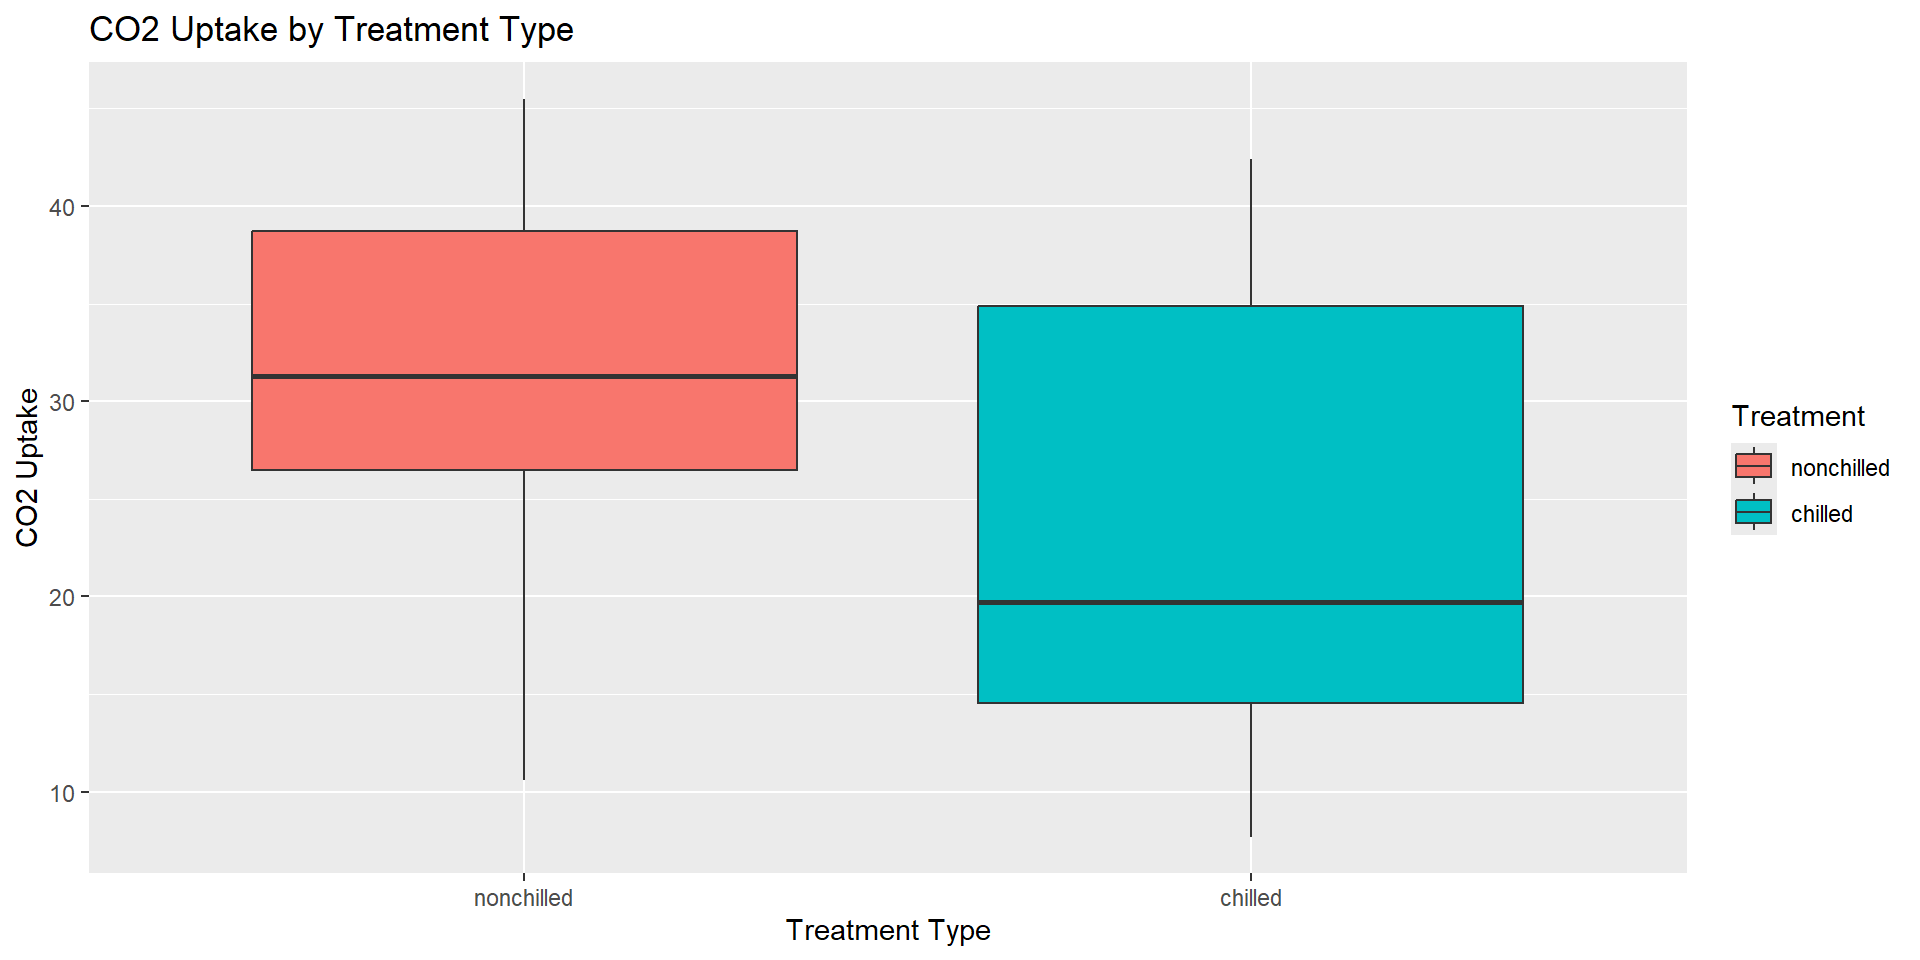 CO2 Uptake by Treatment Type
CO2 Uptake
40
30
20
10
nonchilled
chilled
Treatment Type
Treatment
nonchilled
chilled